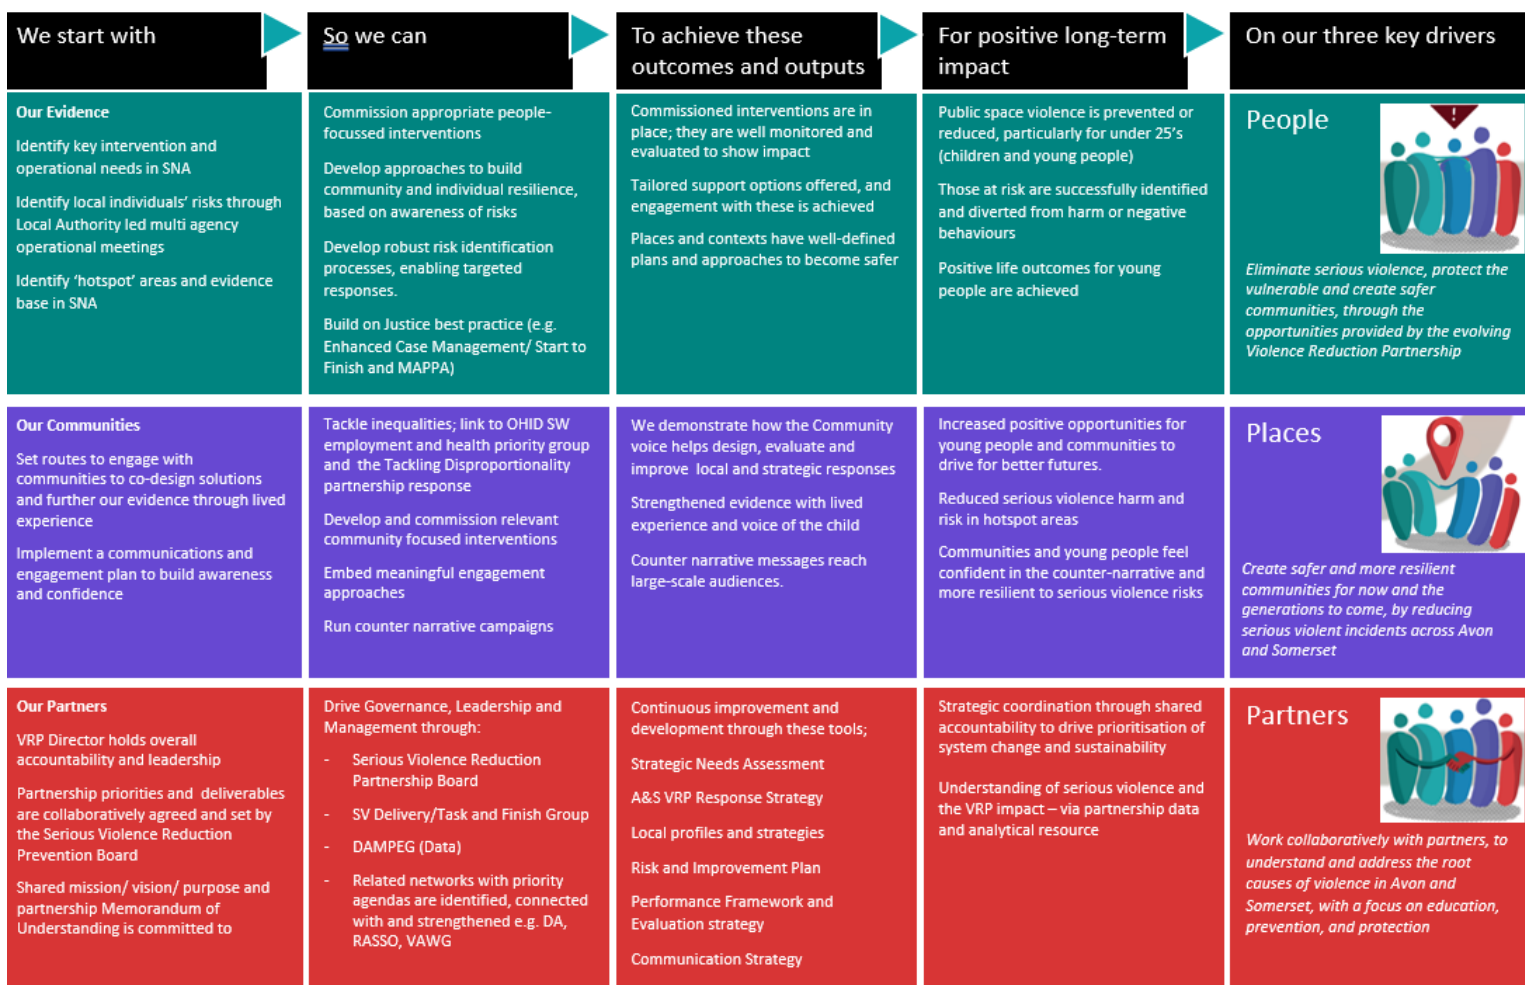 We start with
So we can
To achieve these
outcomes and outputs
For positive long-term
impact
On our three key drivers
Our Evidence
Identify key intervention and
operational needs in SNA
Identify local individuals’ risks through
Local Authority led multi agency
operational meetings
Identify ‘hotspot’ areas and evidence
base in SNA
Commission appropriate people-
focussed interventions
Develop approaches to build
community and individual resilience,
based on awareness of risks
Develop robust risk identification
processes, enabling targeted
responses.
Build on Justice best practice (e.g.
Enhanced Case Management/ Start to
Finish and MAPPA)
Commissioned interventions are in
place; they are well monitored and
evaluated to show impact
Tailored support options offered, and
engagement with these is achieved
Places and contexts have well-defined
plans and approaches to become safer
Public space violence is prevented or
reduced, particularly for under 25’s
(children and young people)
Those at risk are successfully identified
and diverted from harm or negative
behaviours
Positive life outcomes for young
people are achieved
People
!
Eliminate serious violence, protect the
vulnerable and create safer
communities, through the
opportunities provided by the evolving
Violence Reduction Partnership
Our Communities
Set routes to engage with
communities to co-design solutions
and further our evidence through lived
experience
Implement a communications and
engagement plan to build awareness
and confidence
Tackle inequalities; link to OHID SW
employment and health priority group
and the Tackling Disproportionality
partnership response
Develop and commission relevant
community focused interventions
Embed meaningful engagement
approaches
Run counter narrative campaigns
We demonstrate how the Community
voice helps design, evaluate and
improve local and strategic responses
Strengthened evidence with lived
experience and voice of the child
Counter narrative messages reach
large-scale audiences.
Increased positive opportunities for
young people and communities to
drive for better futures.
Reduced serious violence harm and
risk in hotspot areas
Communities and young people feel
confident in the counter-narrative and
more resilient to serious violence risks
Places
Create safer and more resilient
communities for now and the
generations to come, by reducing
serious violent incidents across Avon
and Somerset
Our Partners
VRP Director holds overall
accountability and leadership
Partnership priorities and deliverables
are collaboratively agreed and set by
the Serious Violence Reduction
Prevention Board
Shared mission/ vision/ purpose and
partnership Memorandum of
Understanding is committed to
Drive Governance, Leadership and
Management through:
- Serious Violence Reduction
Partnership Board
- SV Delivery/Task and Finish Group
- DAMPEG (Data)
- Related networks with priority
agendas are identified, connected
with and strengthened e.g. DA,
RASSO, VAWG
Continuous improvement and
development through these tools;
Strategic Needs Assessment
A&S VRP Response Strategy
Local profiles and strategies
Risk and Improvement Plan
Performance Framework and
Evaluation strategy
Communication Strategy
Strategic coordination through shared
accountability to drive prioritisation of
system change and sustainability
Understanding of serious violence and
the VRP impact – via partnership data
and analytical resource
Partners
Work collaboratively with partners, to
understand and address the root
causes of violence in Avon and
Somerset, with a focus on education,
prevention, and protection